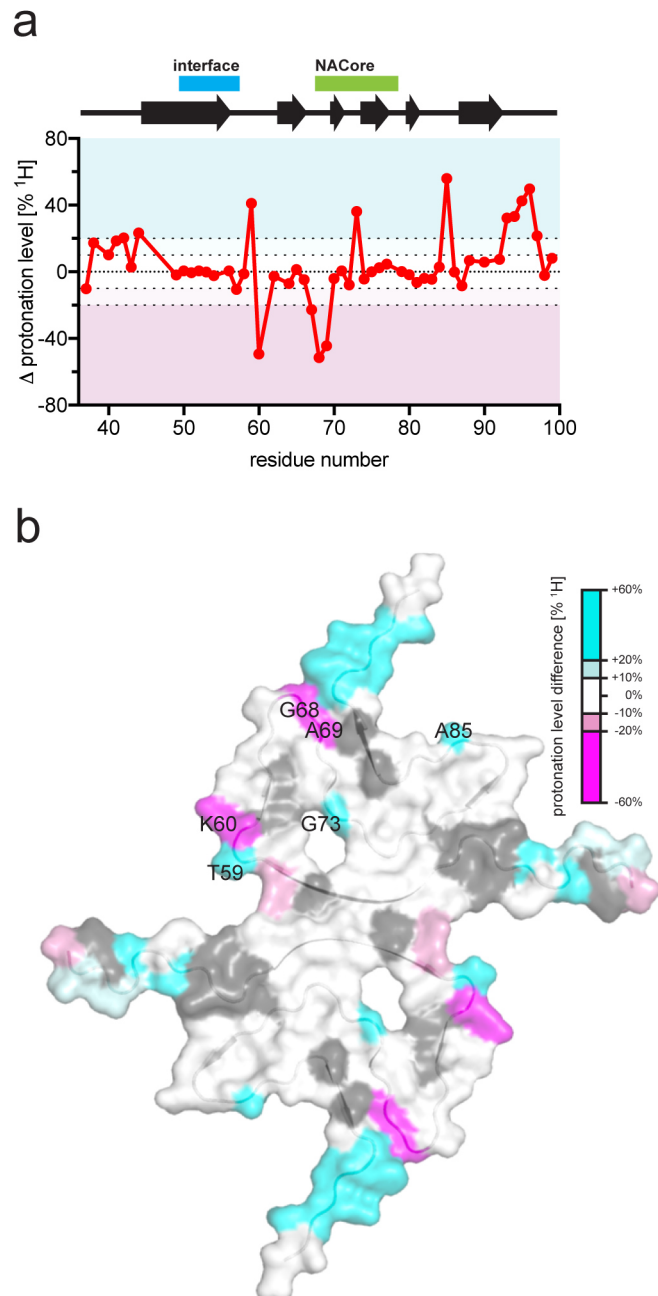 a
interface NACore
Δ protonation level [% ¹H]
80
40
0
-40
-80
40 50 60 70 80 90 100
residue number
b
protonation level difference [% ¹H]
+60%
+20%
+10%
0%
-10%
-20%
-60%
G68
A69
A85
K60
G73
T59